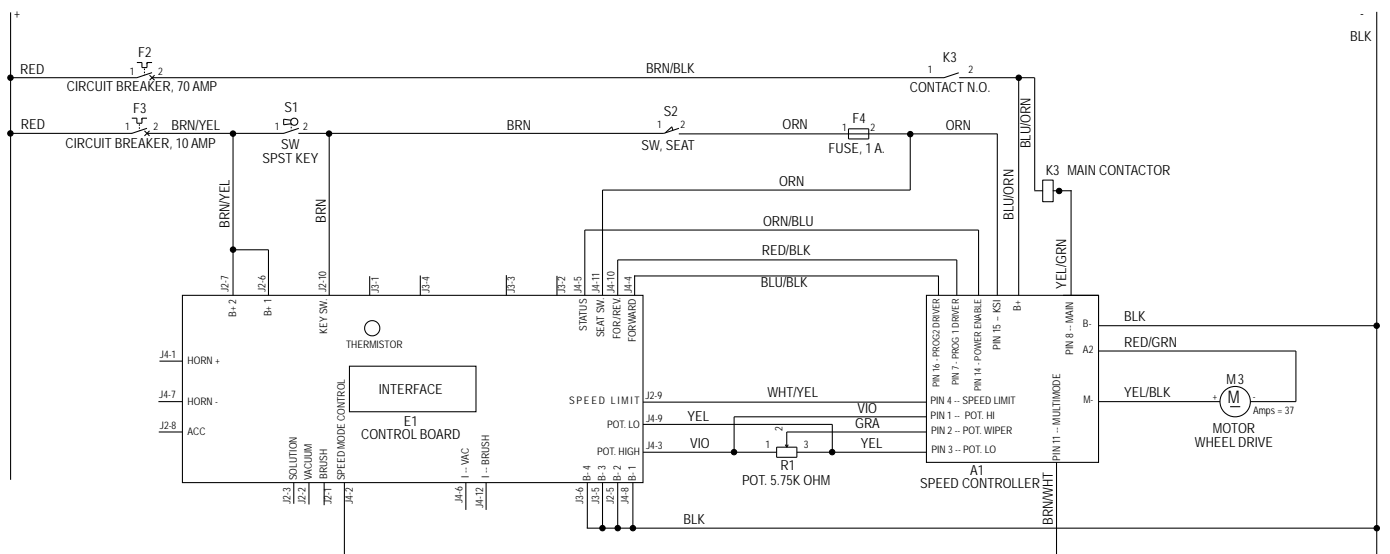 +
-
BLK
RED
F2
1 2
CIRCUIT BREAKER, 70 AMP
BRN/BLK
K3
1 2
CONTACT N.O.
RED
F3
1 2
CIRCUIT BREAKER, 10 AMP
BRN/YEL
S1
1 2
SW
SPST KEY
BRN
S2
1 2
SW, SEAT
ORN
F4
1 2
FUSE, 1 A.
ORN
BLU/ORN
K3 MAIN CONTACTOR
ORN
BRN/YEL
BRN
ORN/BLU
BLU/ORN
RED/BLK
YEL/GRN
BLU/BLK
J2-7
J2-6
J2-10
J3-1
J3-4
J3-3
J3-2
J4-5
J4-11
J4-10
J4-4
B+ 2
B+ 1
KEY SW.
STATUS
SEAT SW.
FOR./REV.
FORWARD
PIN 16 - PROG2 DRIVER
PIN 7 - PROG 1 DRIVER
PIN 14 - POWER ENABLE
PIN 15 - KSI
B+
PIN 8 -- MAIN
B-
BLK
THERMISTOR
A2
RED/GRN
J4-1
HORN +
INTERFACE
J4-7
HORN -
SPEED LIMIT
J2-9
WHT/YEL
PIN 4 -- SPEED LIMIT
M-
YEL/BLK
M3
+
M
-
Amps = 37
MOTOR
WHEEL DRIVE
E1
CONTROL BOARD
VIO
PIN 1 -- POT. HI
J2-8
ACC
POT. LO
J4-9
YEL
2
GRA
PIN 2 -- POT. WIPER
PIN 11 -- MULTIMODE
POT. HIGH
J4-3
VIO
1
3
YEL
PIN 3 -- POT. LO
R1
POT. 5.75K OHM
A1
SPEED CONTROLLER
SOLUTION
VACUUM
BRUSH
SPEED MODE CONTROL
I -- VAC
I -- BRUSH
B- 4
B- 3
B- 2
B- 1
J2-3
J2-2
J2-1
J4-2
J4-6
J4-12
J3-6
J3-5
J2-5
J4-8
BLK
BRN/WHT